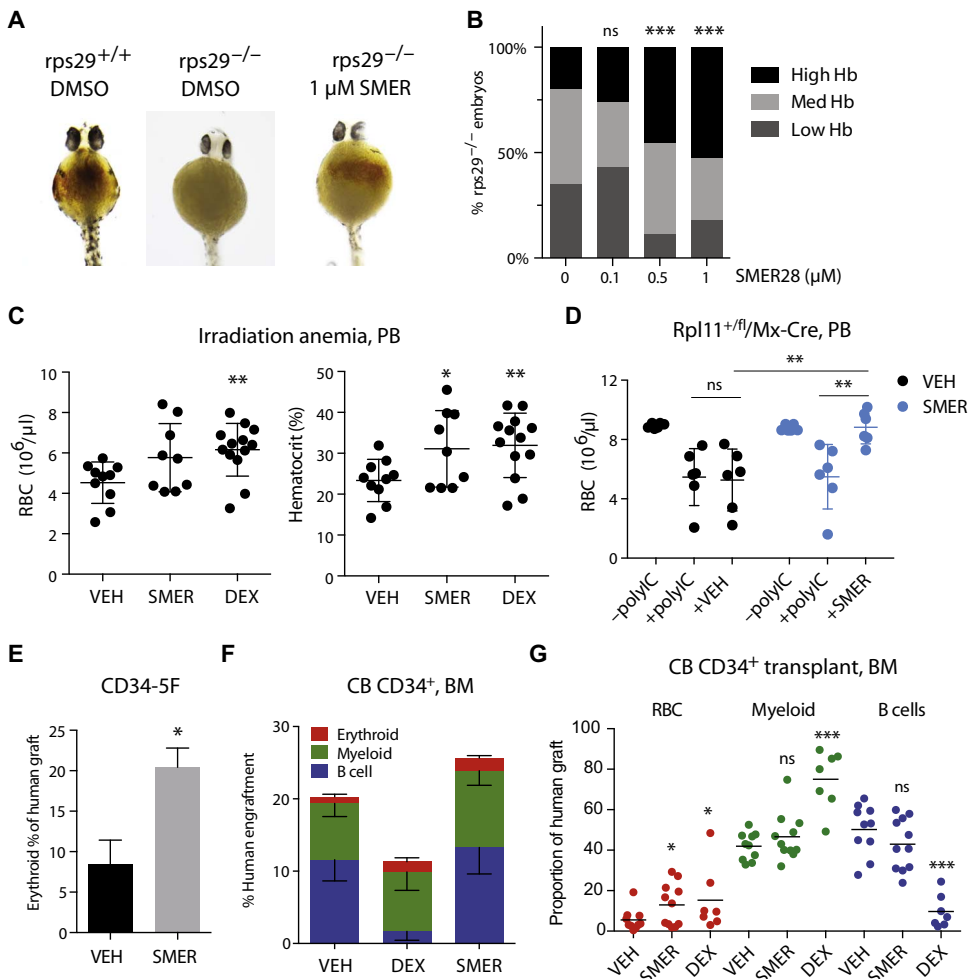 A
rps29+/+
DMSO
rps29−/−
DMSO
rps29−/−
1 µM SMER
B
ns
***
***
100%
50%
0%
% rps29−/− embryos
High Hb
Med Hb
Low Hb
0
0.1
0.5
1
SMER28 (µM)
C
Irradiation anemia, PB
RBC (10^6/µl)
10
8
6
4
2
0
**
VEH
SMER
DEX
Hematocrit (%)
50
40
30
20
10
0
*
**
VEH
SMER
DEX
D
Rpl11+/fl/Mx-Cre, PB
RBC (10^6/µl)
12
8
4
0
ns
**
**
VEH
SMER
−polyIC
+polyIC
+VEH
−polyIC
+polyIC
+SMER
E
CD34-5F
Erythroid % of human graft
25
20
15
10
5
0
*
VEH
SMER
F
CB CD34+, BM
% Human engraftment
30
20
10
0
Erythroid
Myeloid
B cell
VEH
DEX
SMER
G
CB CD34+ transplant, BM
RBC
Myeloid
B cells
Proportion of human graft
100
80
60
40
20
0
*
*
ns
***
ns
***
VEH
SMER
DEX
VEH
SMER
DEX
VEH
SMER
DEX